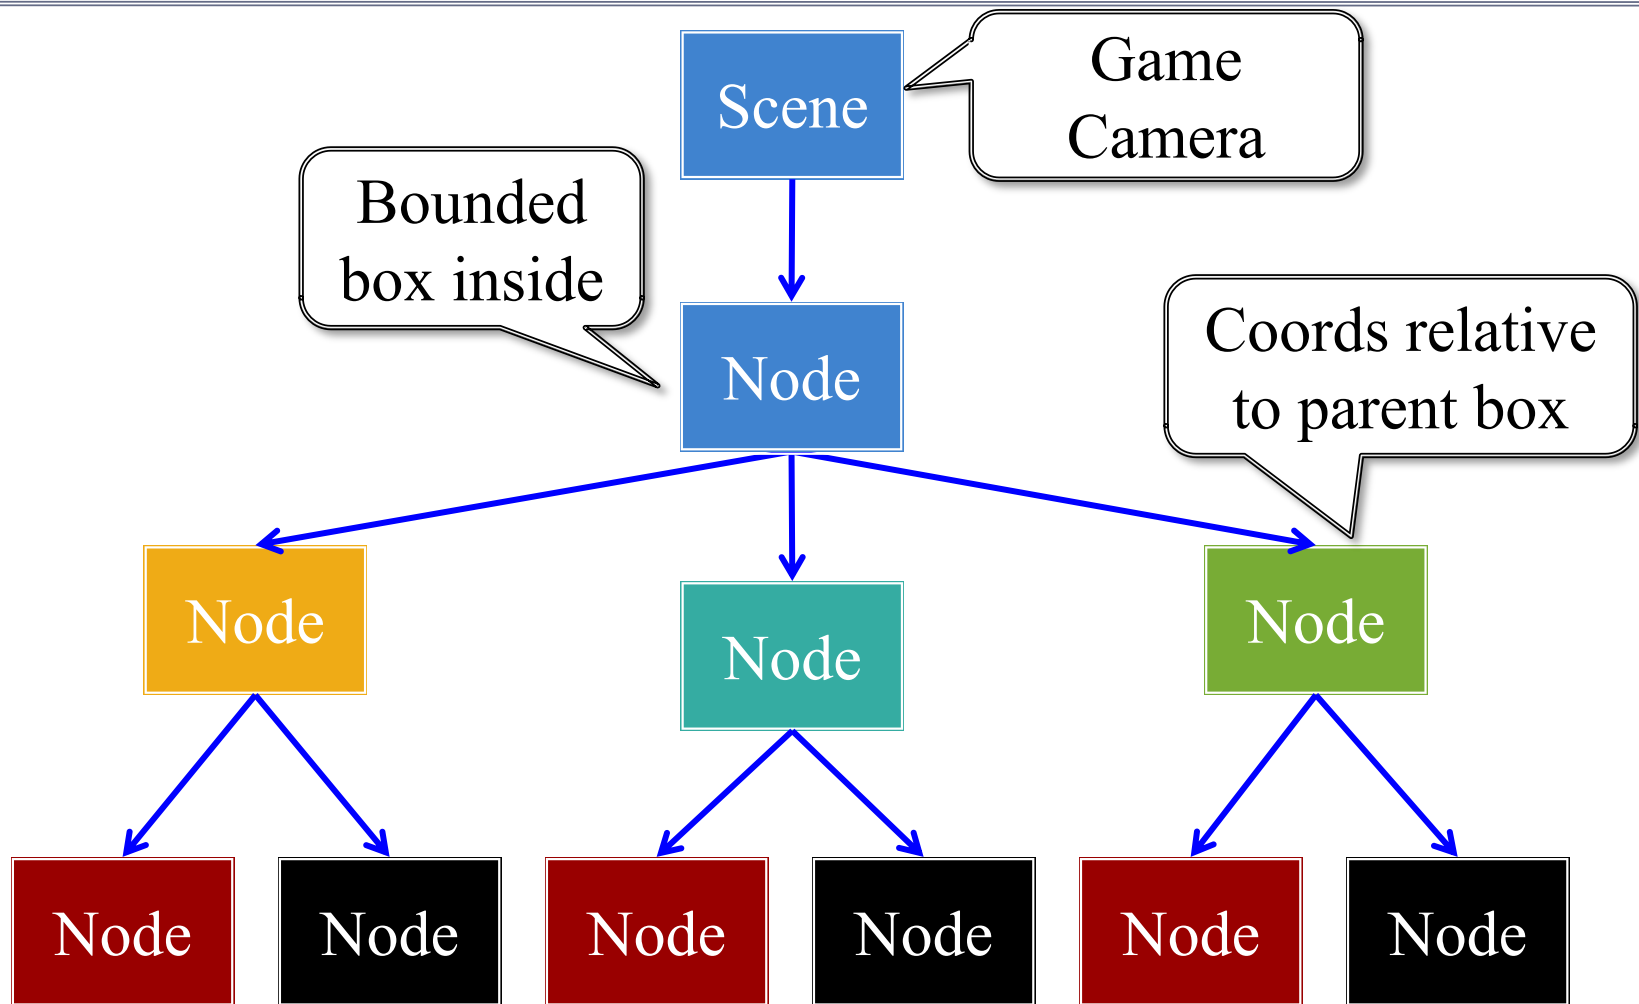 Scene
Game
Camera
Bounded
box inside
Node
Coords relative
to parent box
Node
Node
Node
Node
Node
Node
Node
Node
Node